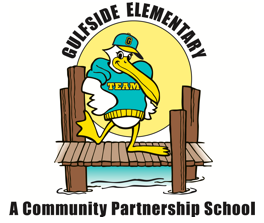 GULFSIDE ELEMENTARY
G
TEAM
A Community Partnership School